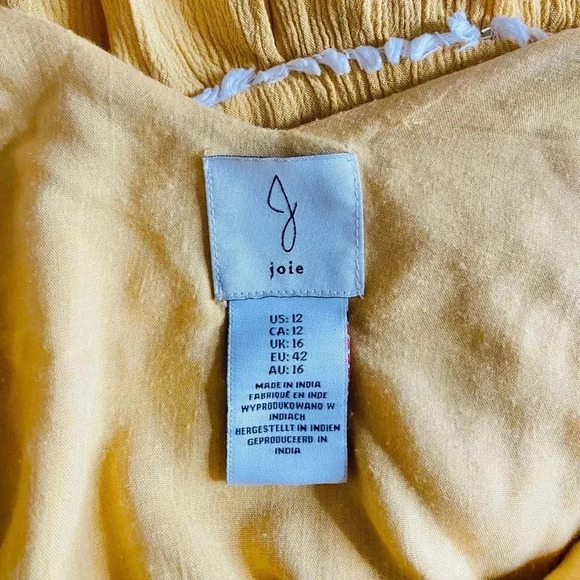 J
joie
US: 12
CA: 12
UK: 16
EU: 42
AU: 16
MADE IN INDIA
FABRIQUÉ EN INDE
WYPRODUKOWANO W
INDIACH
HERGESTELLT IN INDIEN
GEPRODUCEERD IN
INDIA